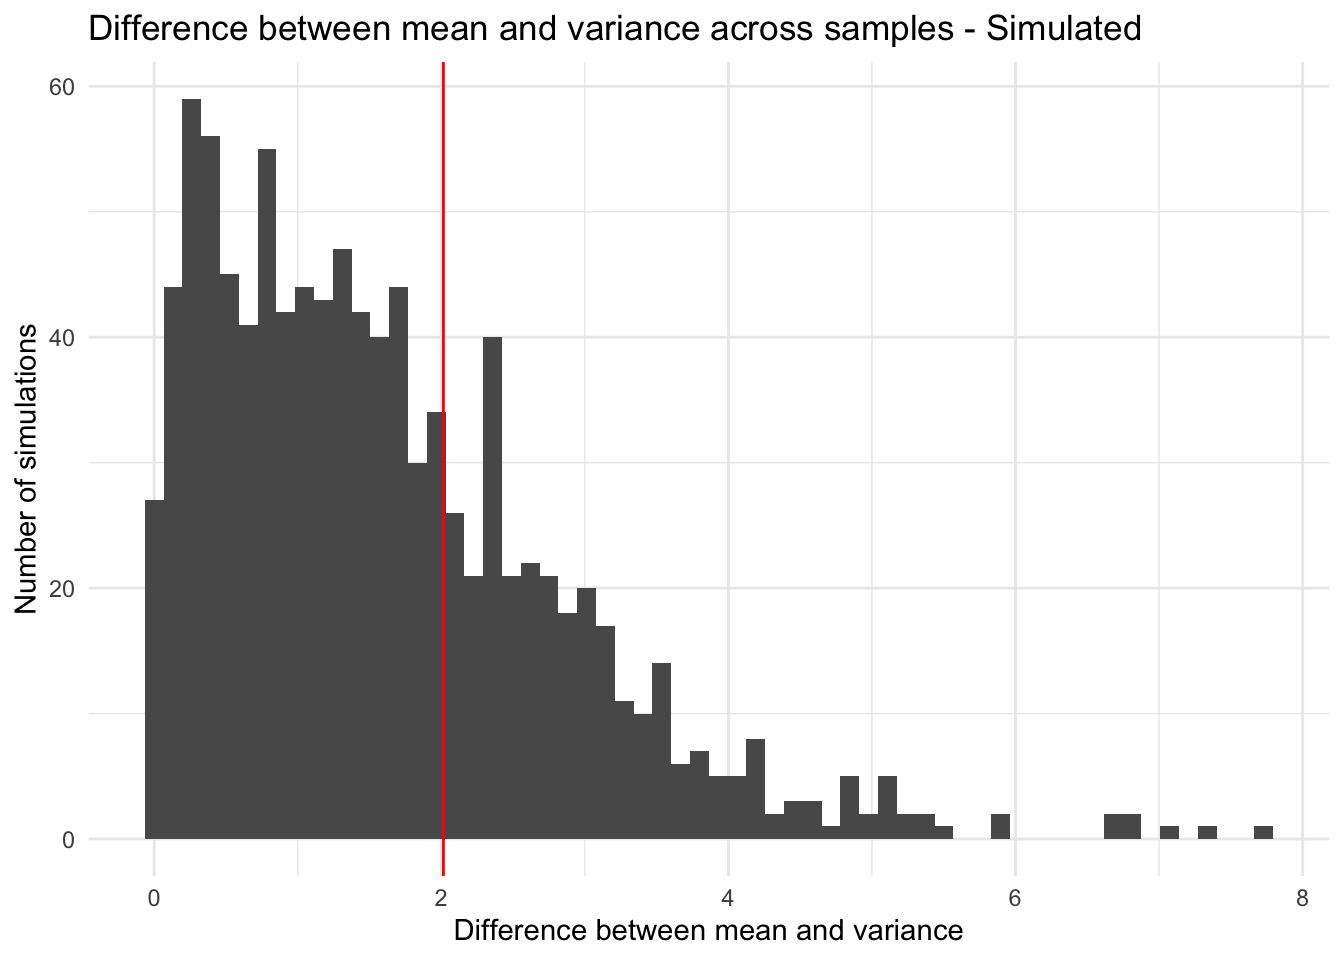 Difference between mean and variance across samples - Simulated
60
40
20
0
Number of simulations
0 2 4 6 8
Difference between mean and variance